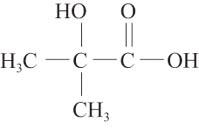 HO O
H₃C — C — C — OH
CH₃